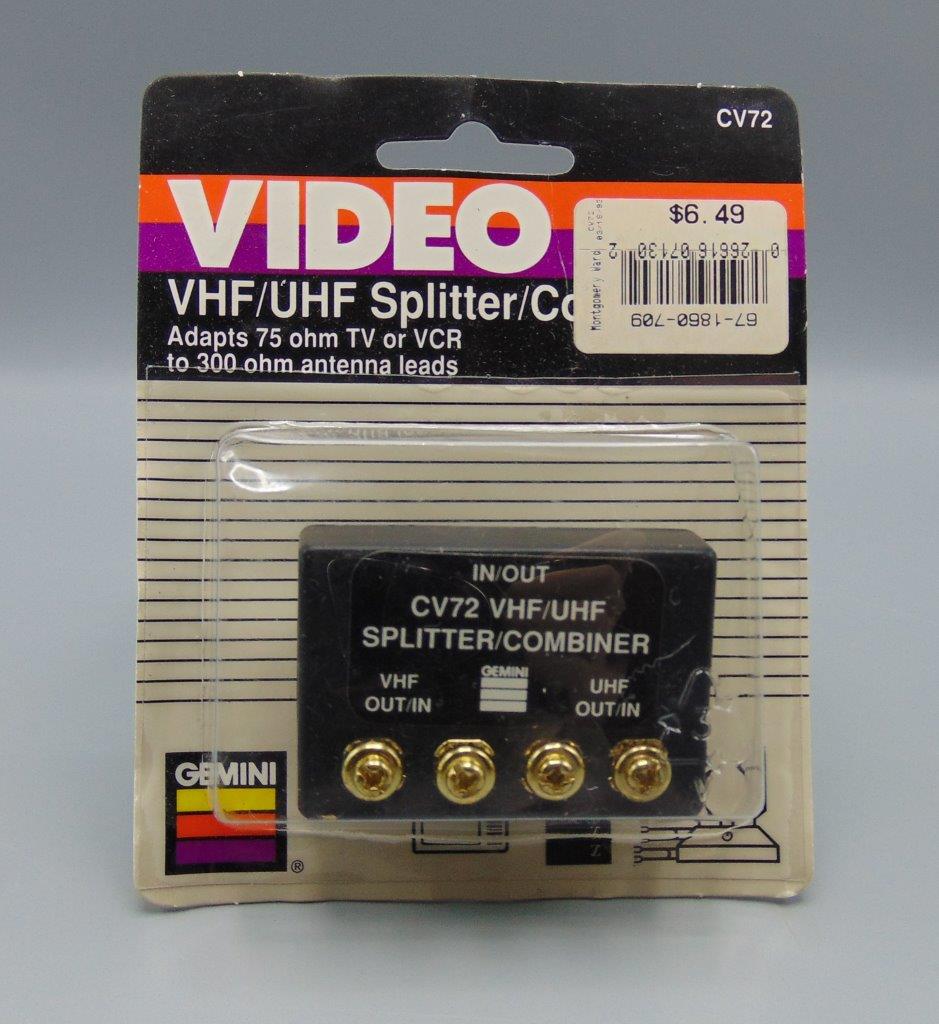 CV72
VIDEO
VHF/UHF Splitter/Co
Adapts 75 ohm TV or VCR
to 300 ohm antenna leads
$6.49
Montgomery Ward CV72
0 26616 07130 2
67-1860-709
IN/OUT
CV72 VHF/UHF
SPLITTER/COMBINER
GEMINI
VHF
OUT/IN
UHF
OUT/IN
GEMINI
®